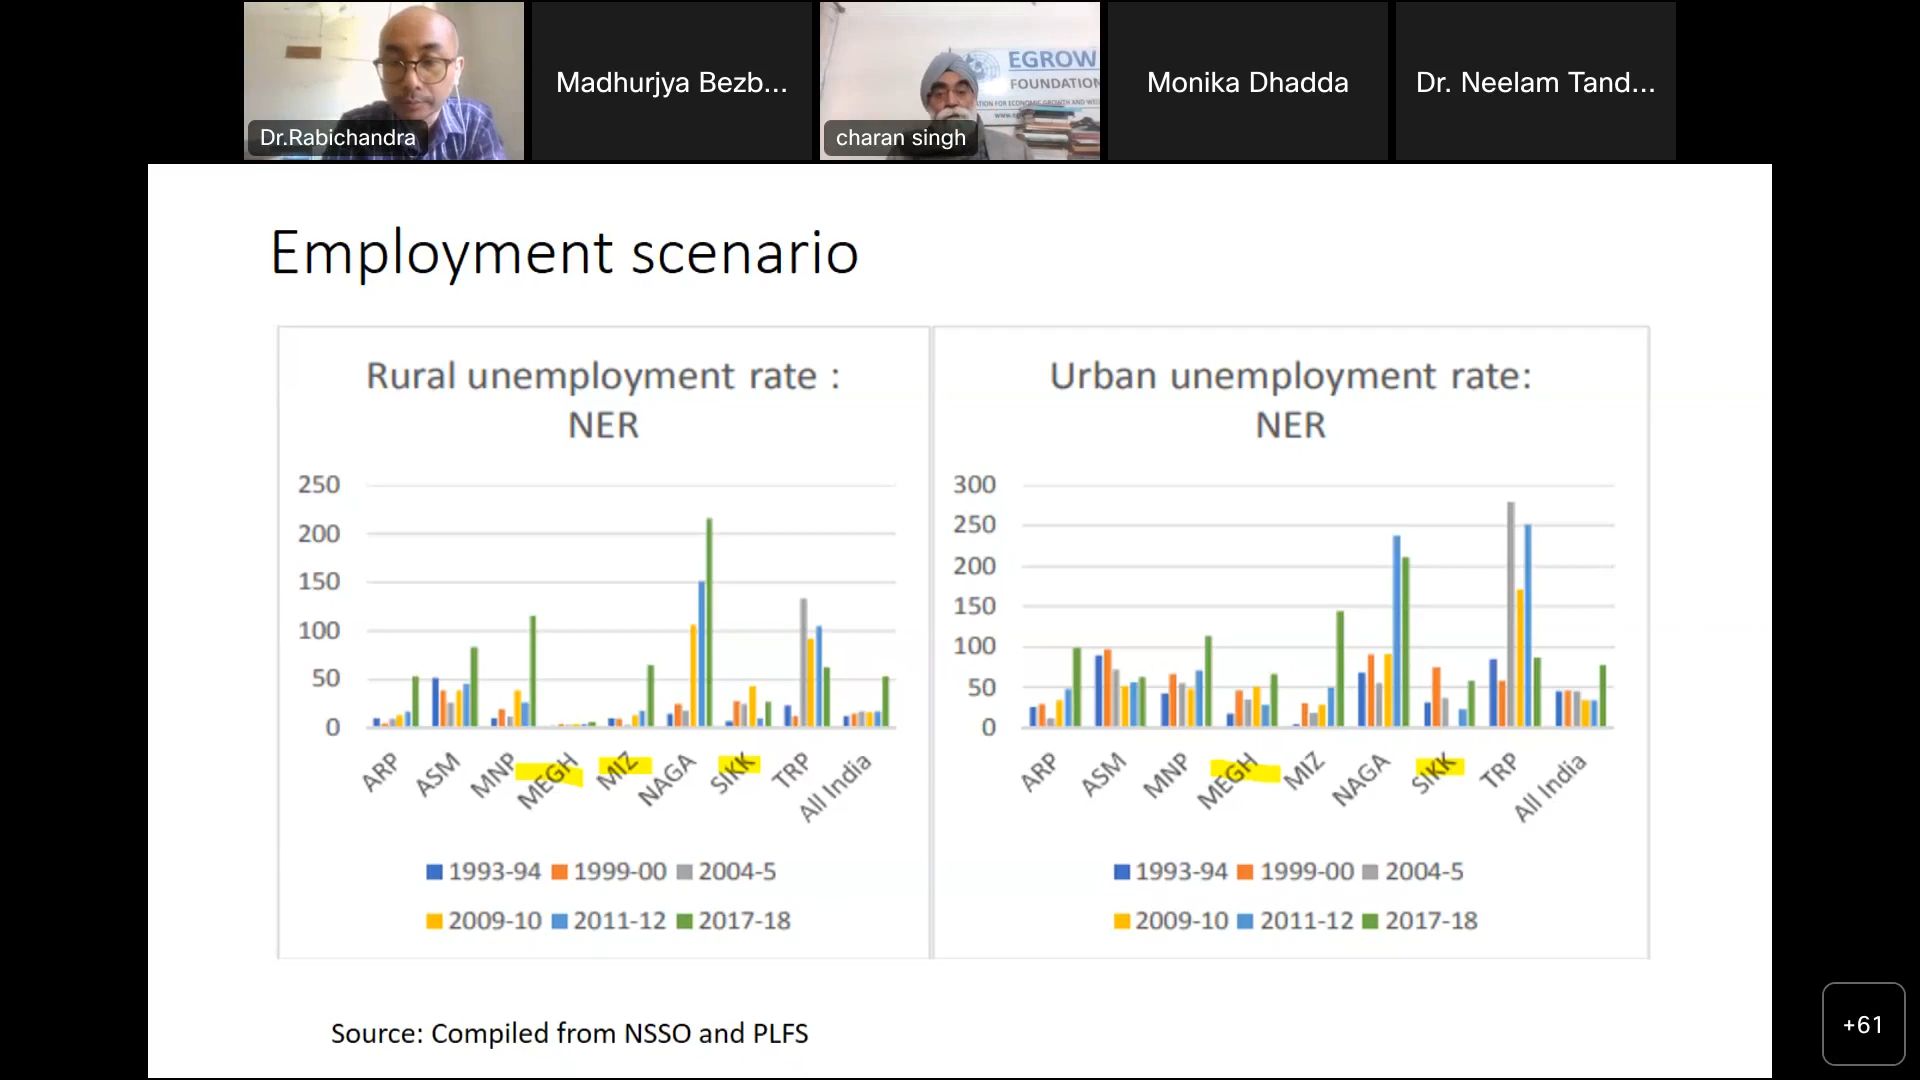 Dr.Rabichandra
Madhurjya Bezb...
EGROW
FOUNDATION
charan singh
Monika Dhadda
Dr. Neelam Tand...
Employment scenario
Rural unemployment rate :
NER
250
200
150
100
50
0
ARP
ASM
MNP
MEGH
MIZ
NAGA
SIKK
TRP
All India
1993-94 1999-00 2004-5
2009-10 2011-12 2017-18
Urban unemployment rate:
NER
300
250
200
150
100
50
0
ARP
ASM
MNP
MEGH
MIZ
NAGA
SIKK
TRP
All India
1993-94 1999-00 2004-5
2009-10 2011-12 2017-18
Source: Compiled from NSSO and PLFS
+61